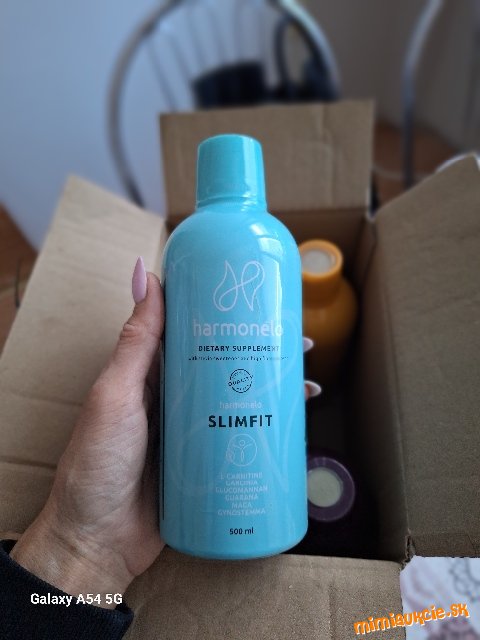 harmonelo
DIETARY SUPPLEMENT
QUALITY
harmonelo
SLIMFIT
L-CARNITINE
GARCINIA
GLUCOMANNAN
GUARANA
MACA
GYNOSTEMMA
500 ml
Galaxy A54 5G
mimiaukcie.sk